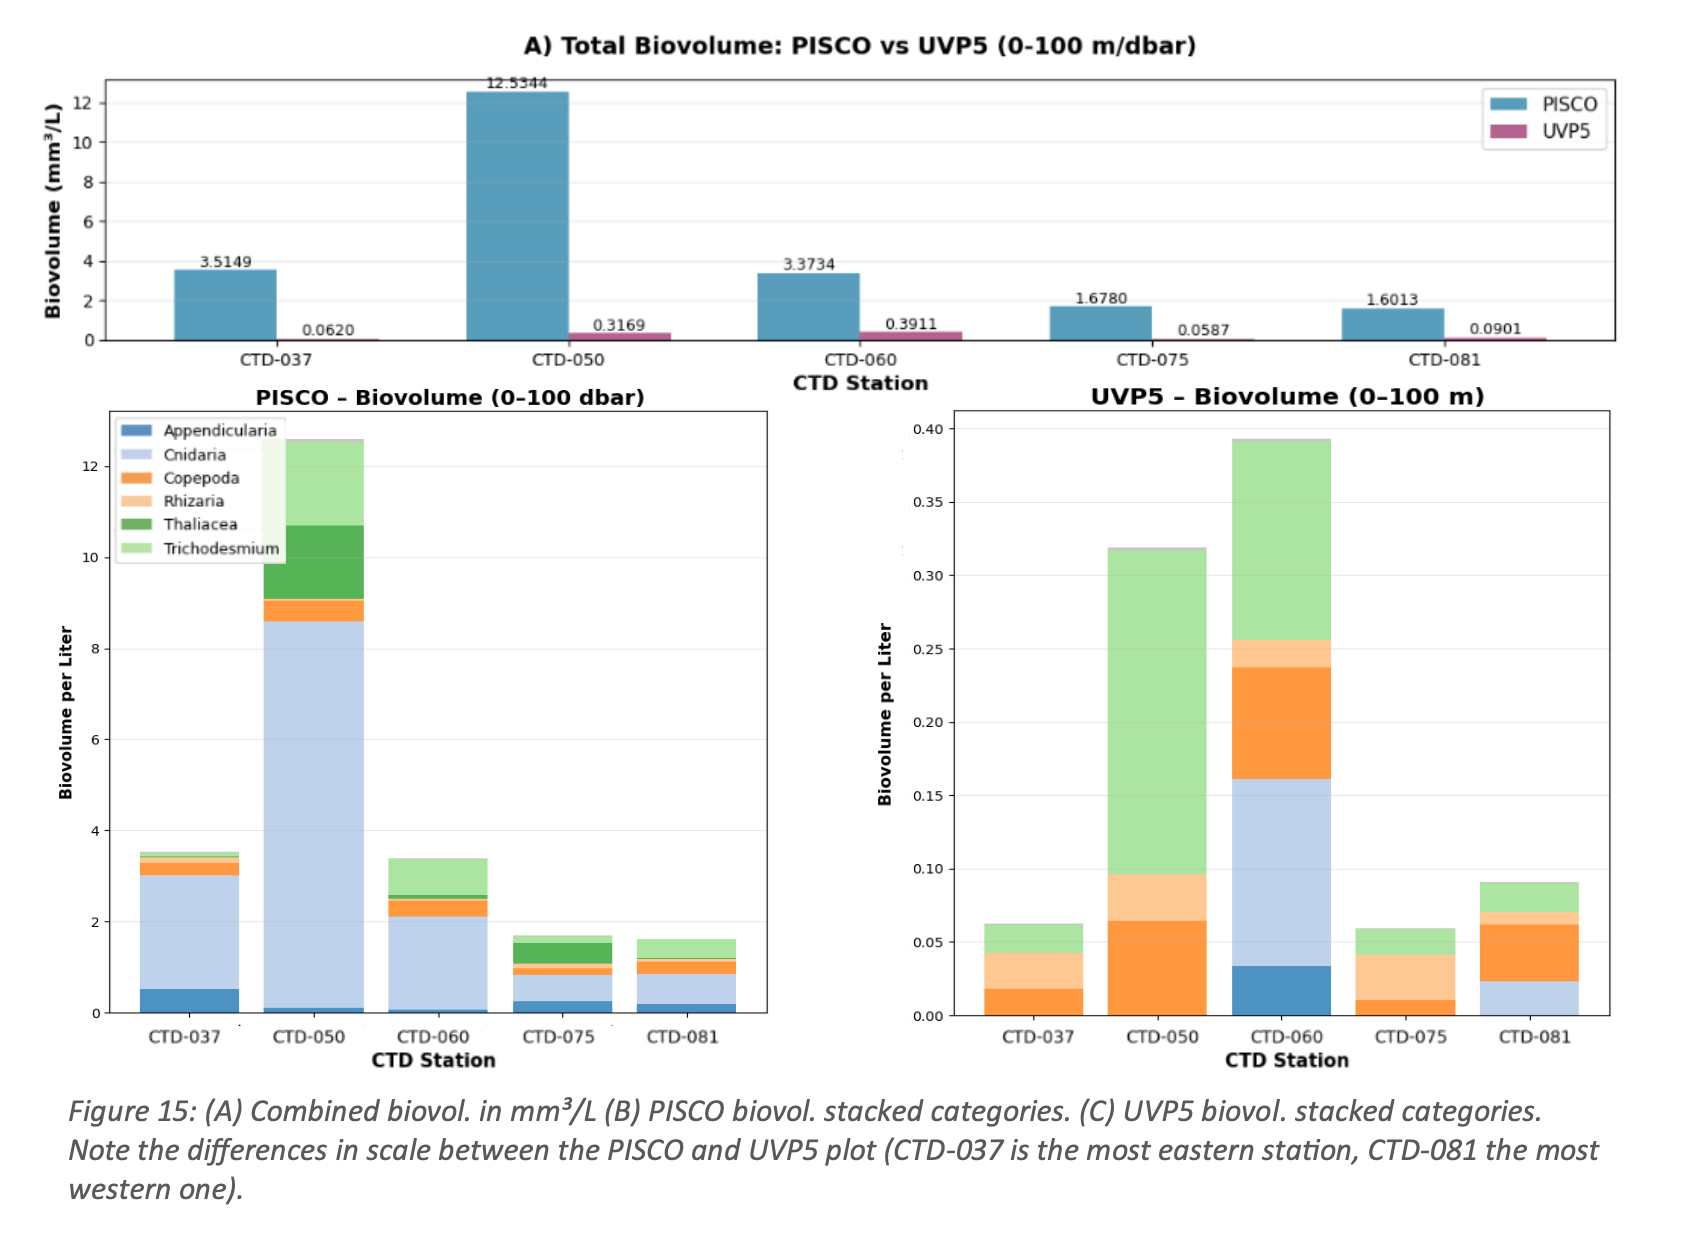 A) Total Biovolume: PISCO vs UVP5 (0-100 m/dbar)
Biovolume (mm³/L)
12
10
8
6
4
2
0
12.5344
3.5149
0.0620
0.3169
3.3734
0.3911
1.6780
0.0587
1.6013
0.0901
PISCO
UVP5
CTD-037 CTD-050 CTD-060 CTD-075 CTD-081
CTD Station
PISCO – Biovolume (0–100 dbar)
Appendicularia
Cnidaria
Copepoda
Rhizaria
Thaliacea
Trichodesmium
Biovolume per Liter
12
10
8
6
4
2
0
CTD-037 CTD-050 CTD-060 CTD-075 CTD-081
CTD Station
UVP5 – Biovolume (0–100 m)
Biovolume per Liter
0.40
0.35
0.30
0.25
0.20
0.15
0.10
0.05
0.00
CTD-037 CTD-050 CTD-060 CTD-075 CTD-081
CTD Station
Figure 15: (A) Combined biovol. in mm³/L (B) PISCO biovol. stacked categories. (C) UVP5 biovol. stacked categories.
Note the differences in scale between the PISCO and UVP5 plot (CTD-037 is the most eastern station, CTD-081 the most
western one).